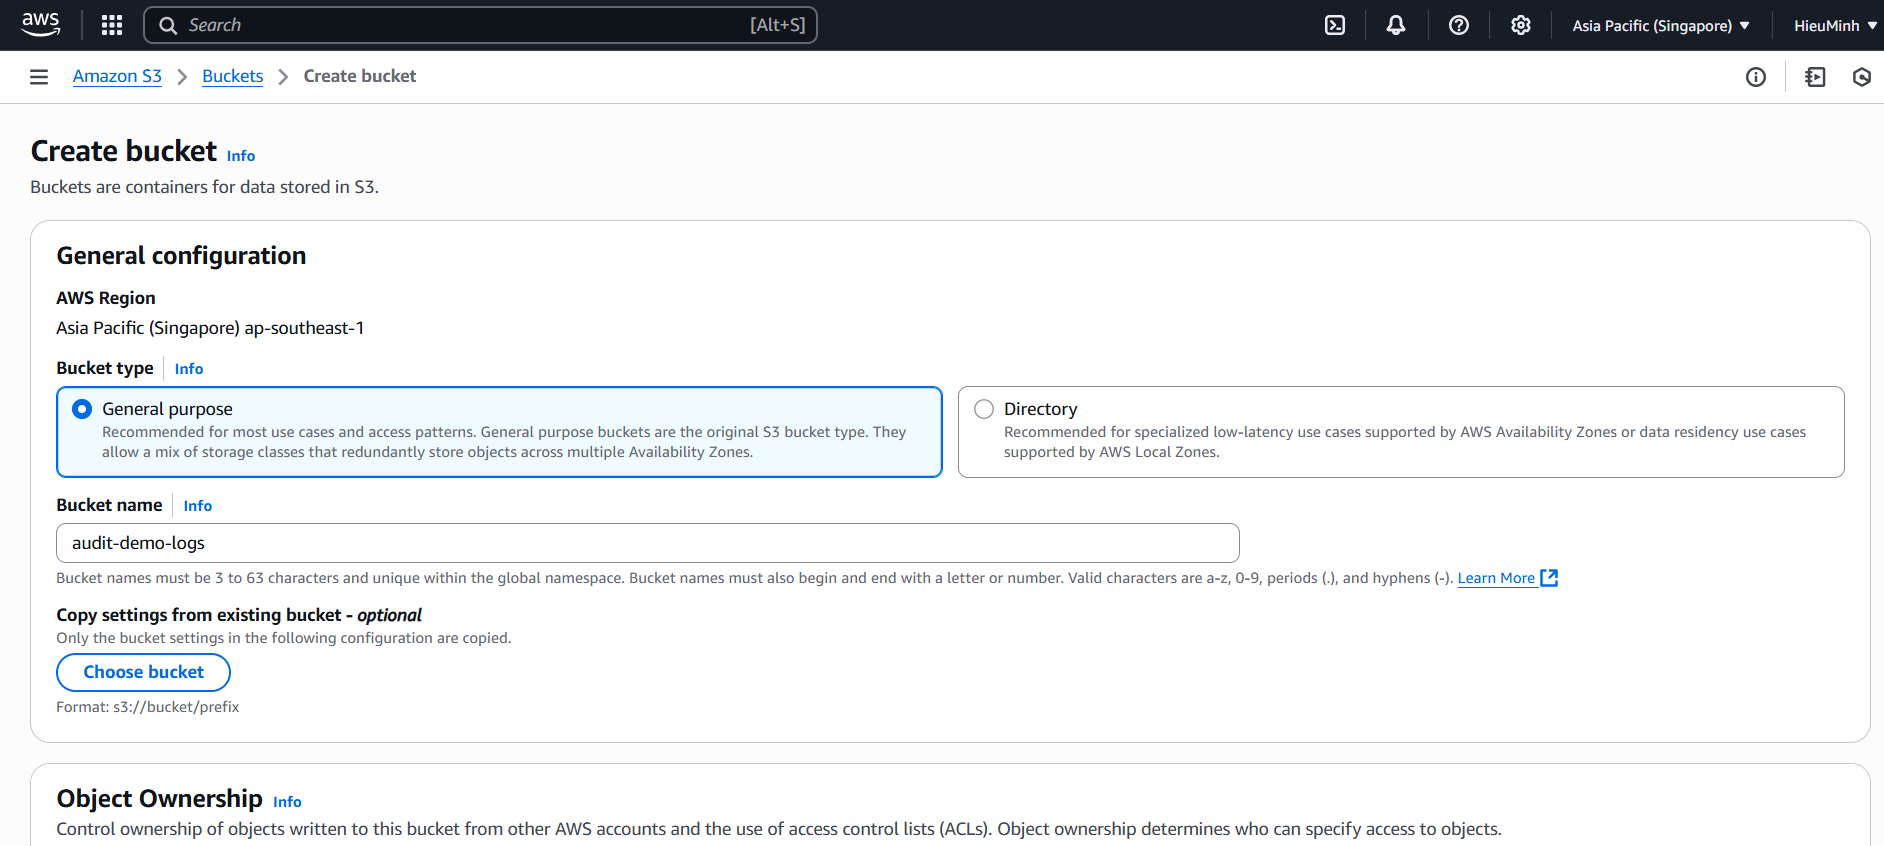 aws
Search [Alt+S]
Asia Pacific (Singapore)
HieuMinh
Amazon S3 > Buckets > Create bucket
Create bucket Info
Buckets are containers for data stored in S3.
General configuration
AWS Region
Asia Pacific (Singapore) ap-southeast-1
Bucket type Info
General purpose
Recommended for most use cases and access patterns. General purpose buckets are the original S3 bucket type. They
allow a mix of storage classes that redundantly store objects across multiple Availability Zones.
Directory
Recommended for specialized low-latency use cases supported by AWS Availability Zones or data residency use cases
supported by AWS Local Zones.
Bucket name Info
audit-demo-logs
Bucket names must be 3 to 63 characters and unique within the global namespace. Bucket names must also begin and end with a letter or number. Valid characters are a-z, 0-9, periods (.), and hyphens (-). Learn More
Copy settings from existing bucket - optional
Only the bucket settings in the following configuration are copied.
Choose bucket
Format: s3://bucket/prefix
Object Ownership Info
Control ownership of objects written to this bucket from other AWS accounts and the use of access control lists (ACLs). Object ownership determines who can specify access to objects.